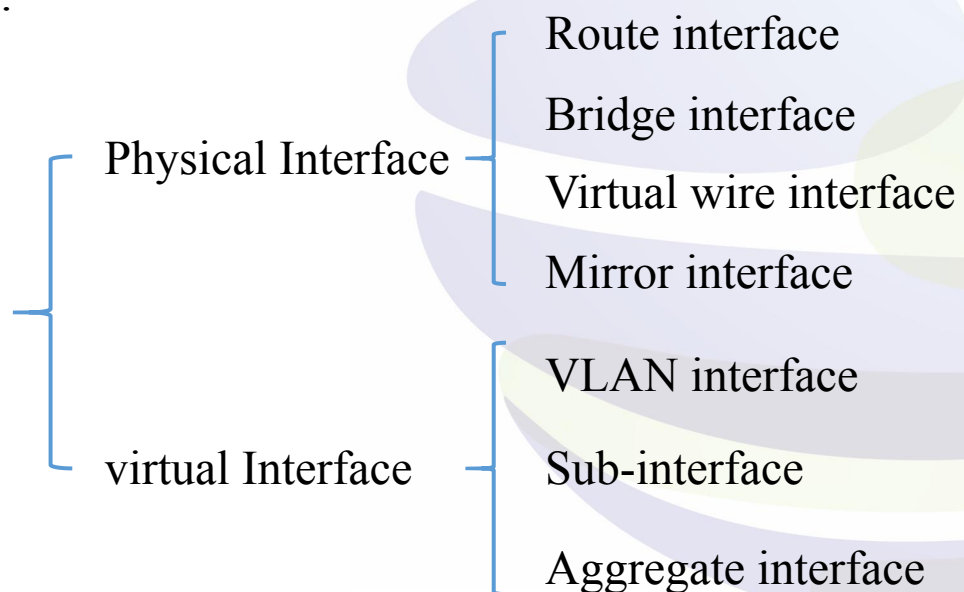 Physical Interface
Route interface
Bridge interface
Virtual wire interface
Mirror interface
virtual Interface
VLAN interface
Sub-interface
Aggregate interface